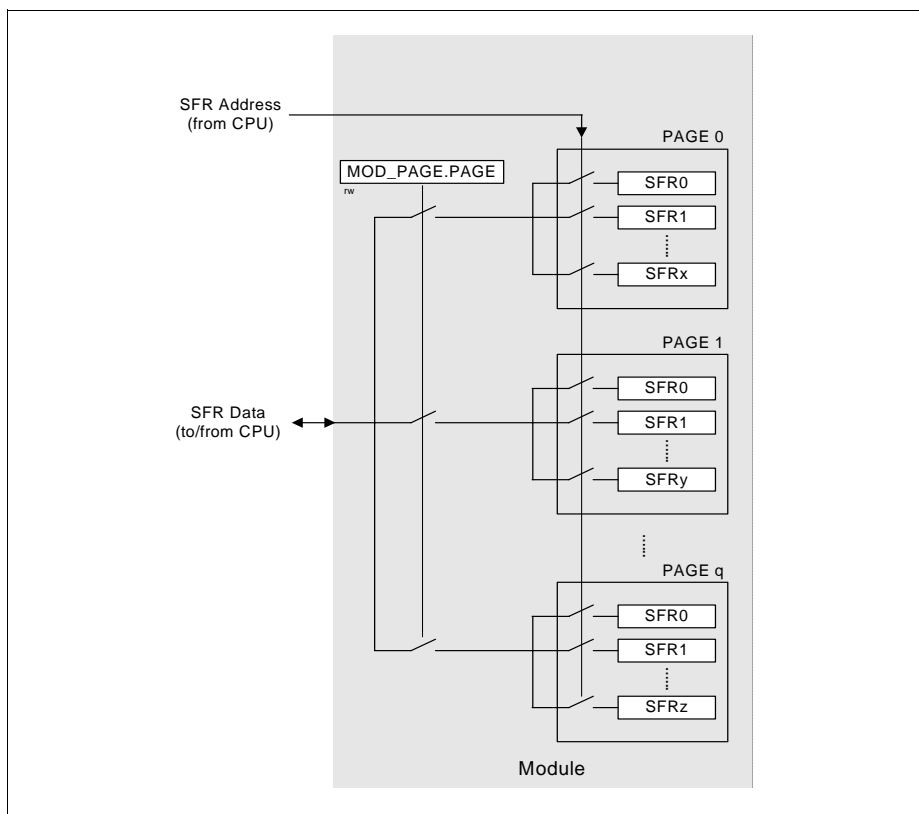 SFR Address
(from CPU)
PAGE 0
MOD_PAGE.PAGE
rw
SFR0
SFR1
SFRx
PAGE 1
SFR0
SFR1
SFRy
SFR Data
(to/from CPU)
PAGE q
SFR0
SFR1
SFRz
Module